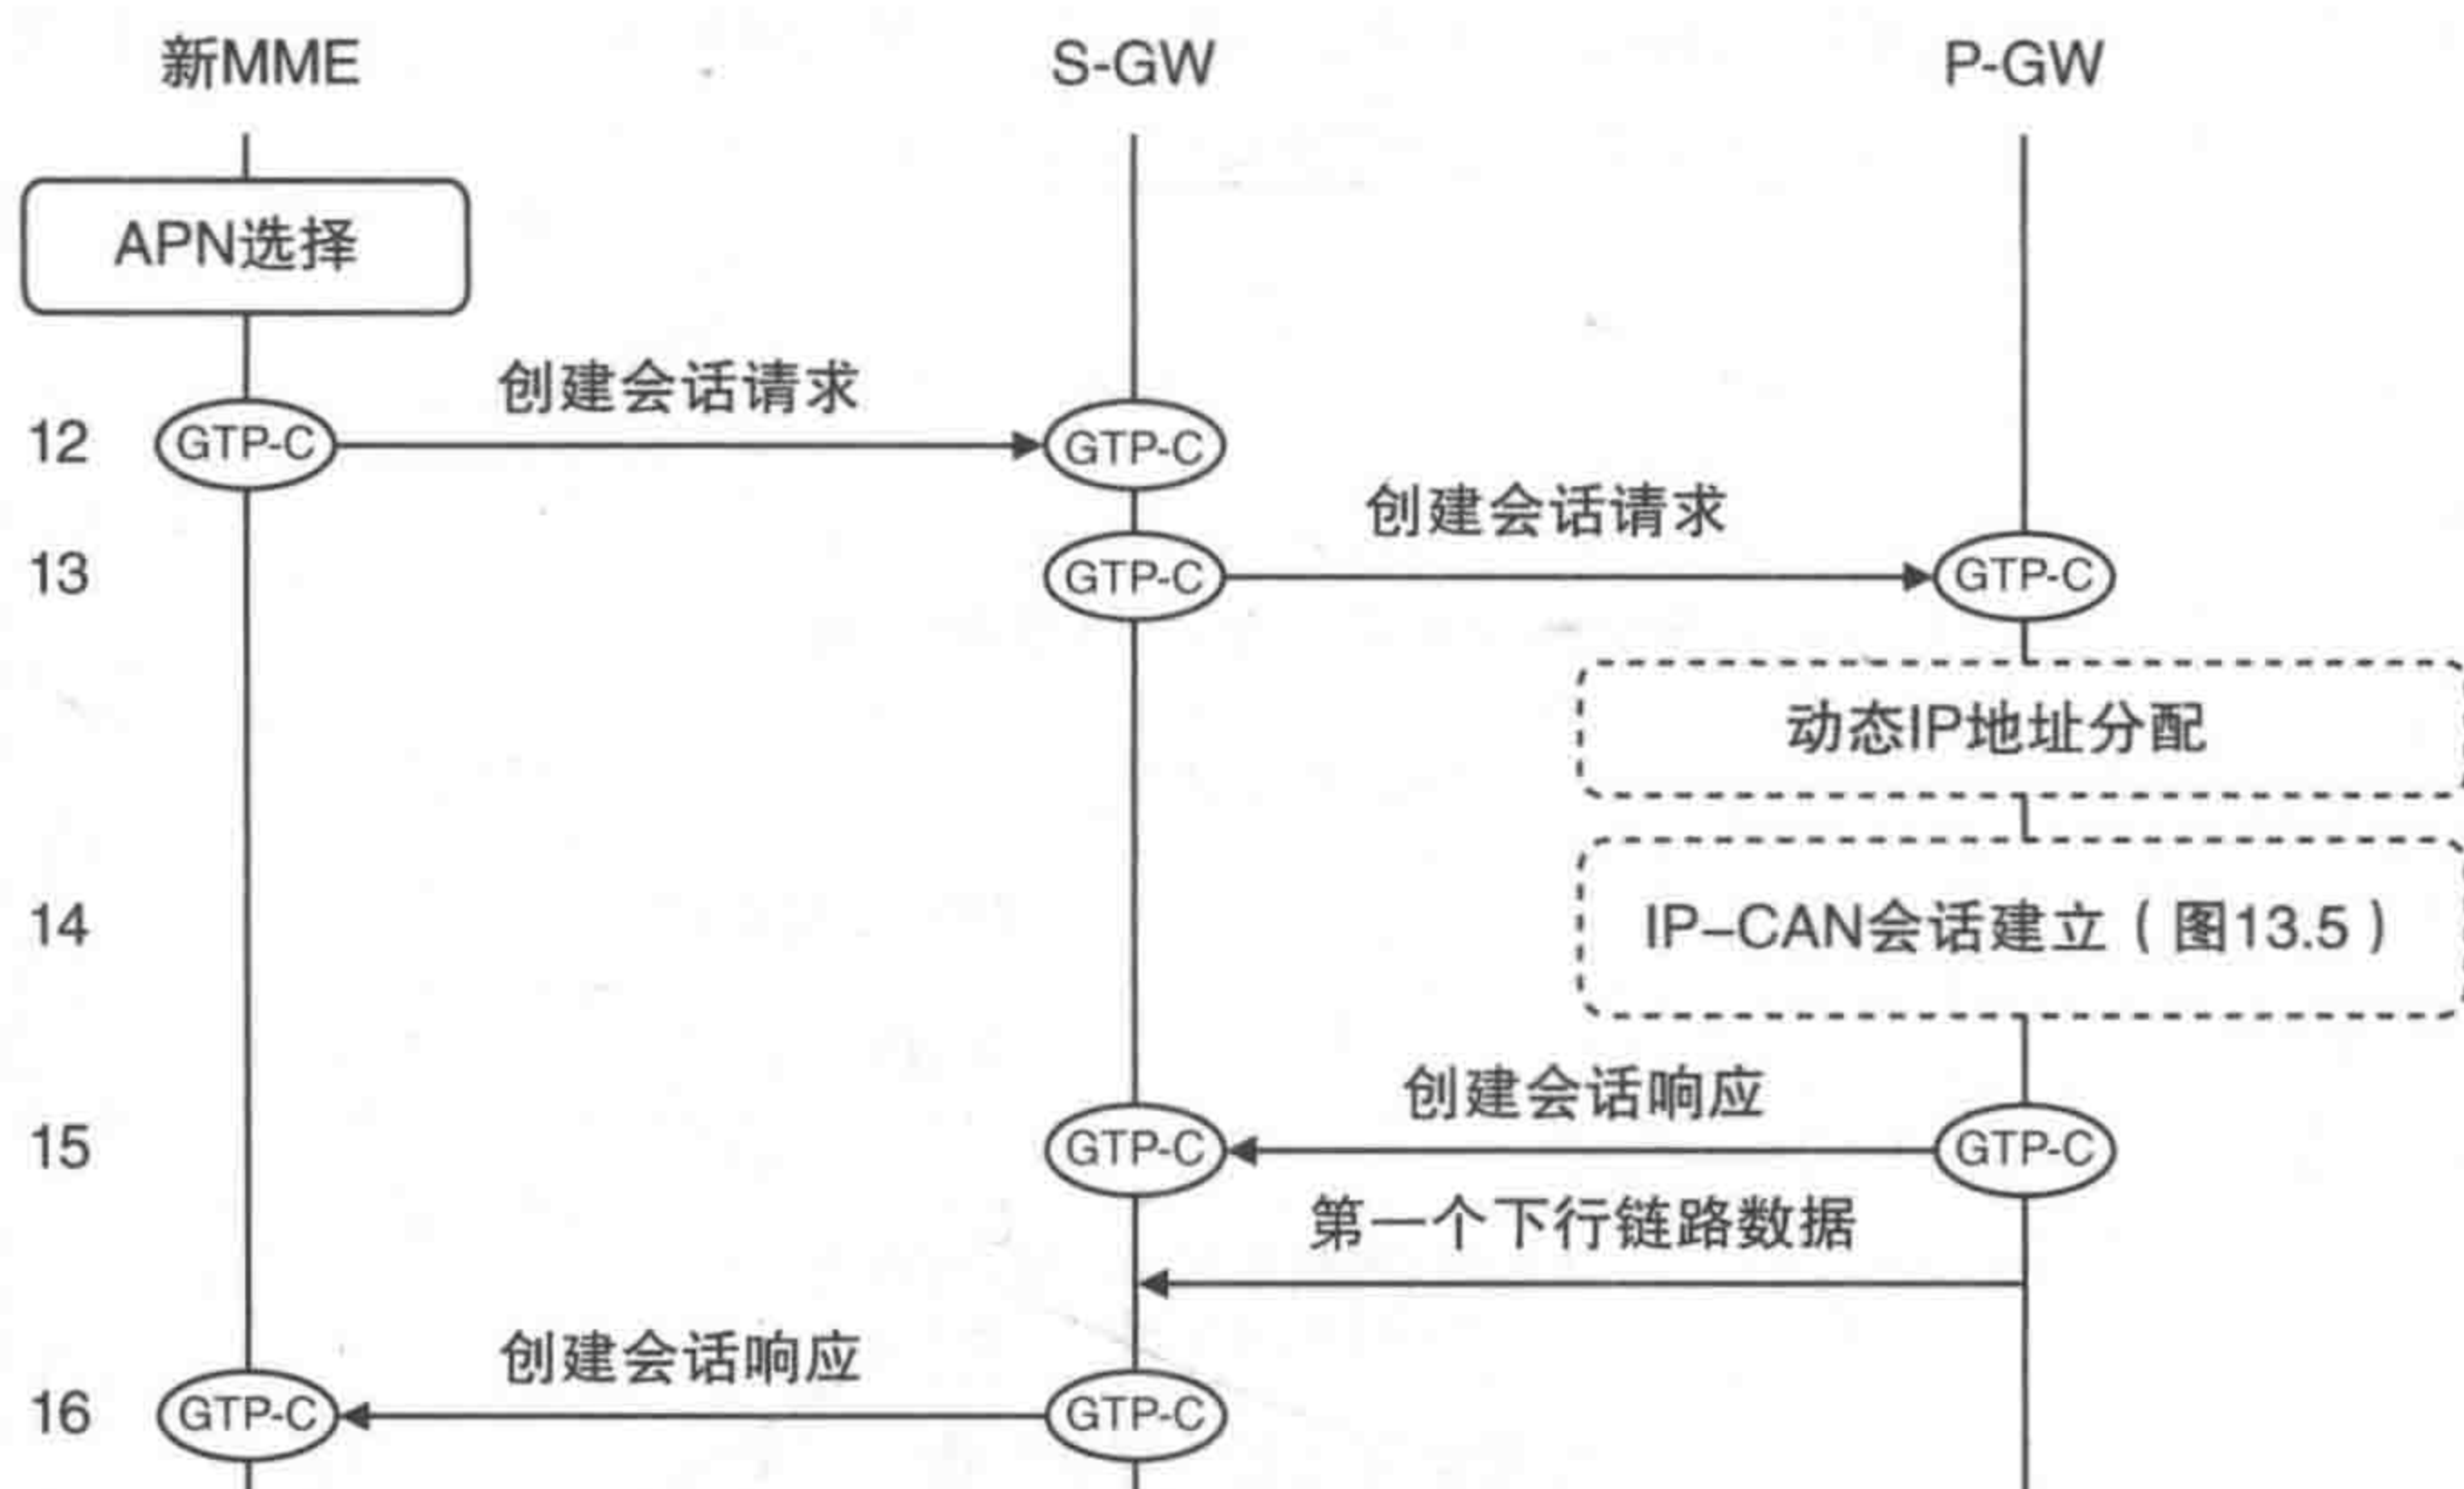 新MME
S-GW
P-GW
APN选择
创建会话请求
12
GTP-C
GTP-C
创建会话请求
13
GTP-C
GTP-C
动态IP地址分配
14
IP–CAN会话建立（图13.5）
创建会话响应
15
GTP-C
GTP-C
第一个下行链路数据
创建会话响应
16
GTP-C
GTP-C